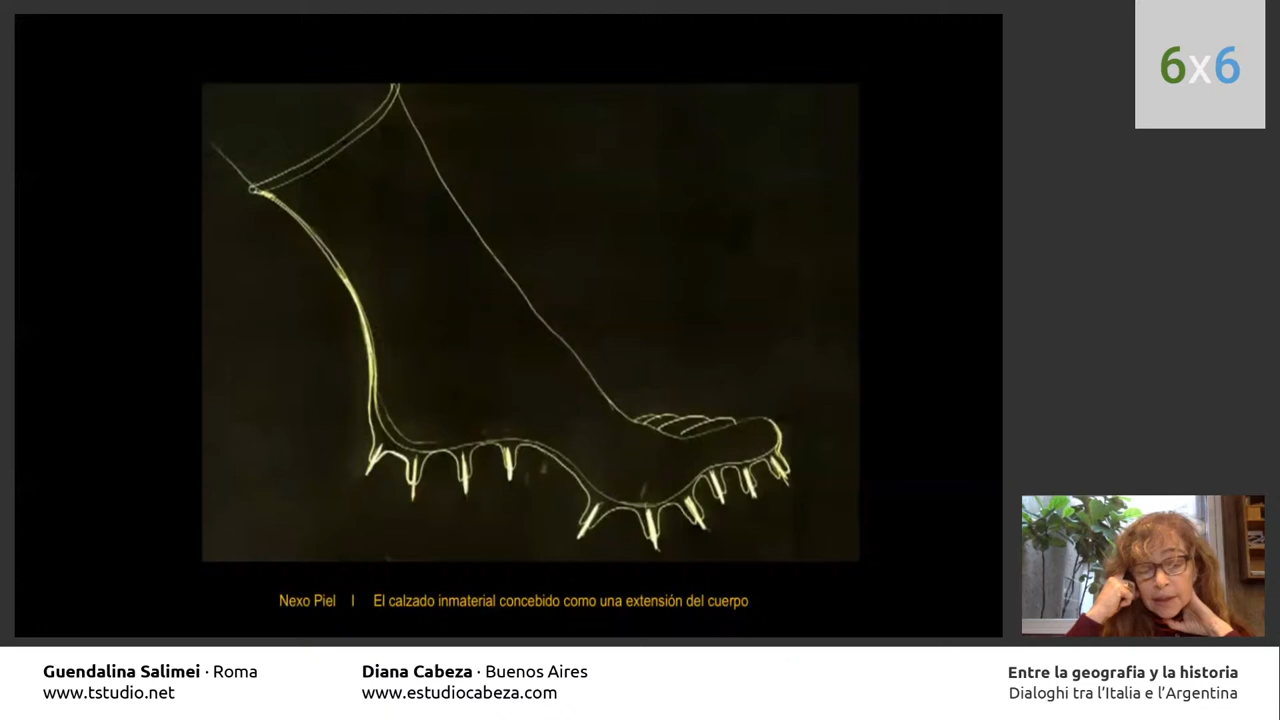 6x6
Nexo Piel I El calzado inmaterial concebido como una extensión del cuerpo
Guendalina Salimei · Roma
www.tstudio.net
Diana Cabeza · Buenos Aires
www.estudiocabeza.com
Entre la geografia y la historia
Dialoghi tra l'Italia e l'Argentina